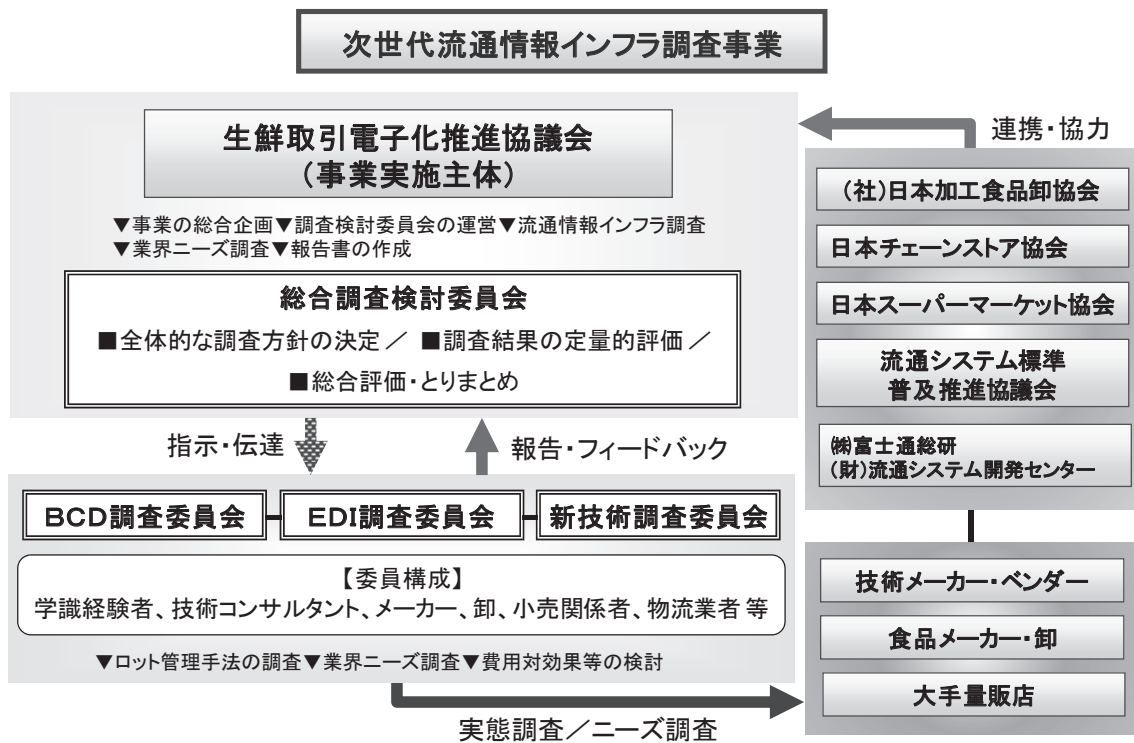 次世代流通情報インフラ調査事業
生鮮取引電子化推進協議会
（事業実施主体）
▼事業の総合企画▼調査検討委員会の運営▼流通情報インフラ調査
▼業界ニーズ調査▼報告書の作成
総合調査検討委員会
■全体的な調査方針の決定／ ■調査結果の定量的評価／
■総合評価・とりまとめ
指示・伝達
報告・フィードバック
BCD調査委員会
EDI調査委員会
新技術調査委員会
【委員構成】
学識経験者、技術コンサルタント、メーカー、卸、小売関係者、物流業者 等
▼ロット管理手法の調査▼業界ニーズ調査▼費用対効果等の検討
実態調査／ニーズ調査
連携・協力
（社）日本加工食品卸協会
日本チェーンストア協会
日本スーパーマーケット協会
流通システム標準
普及推進協議会
㈱富士通総研
（財）流通システム開発センター
技術メーカー・ベンダー
食品メーカー・卸
大手量販店